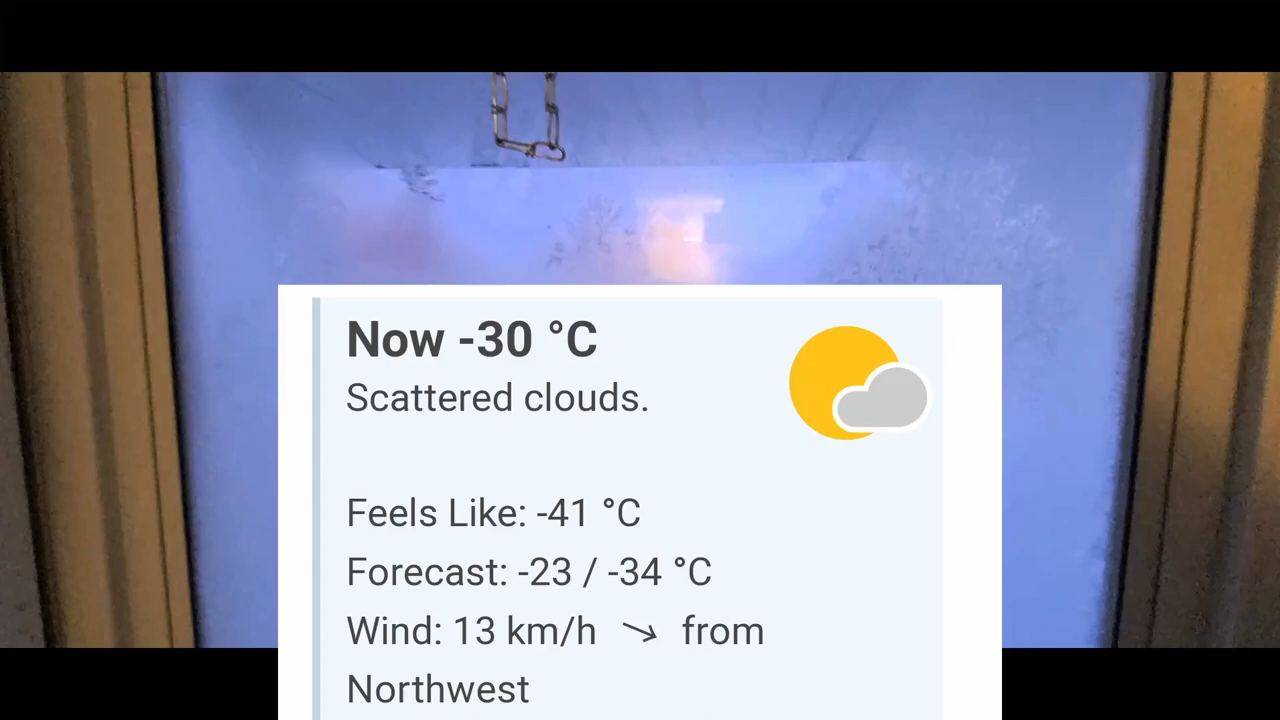 Now -30 °C
Scattered clouds.
Feels Like: -41 °C
Forecast: -23 / -34 °C
Wind: 13 km/h ↘ from
Northwest